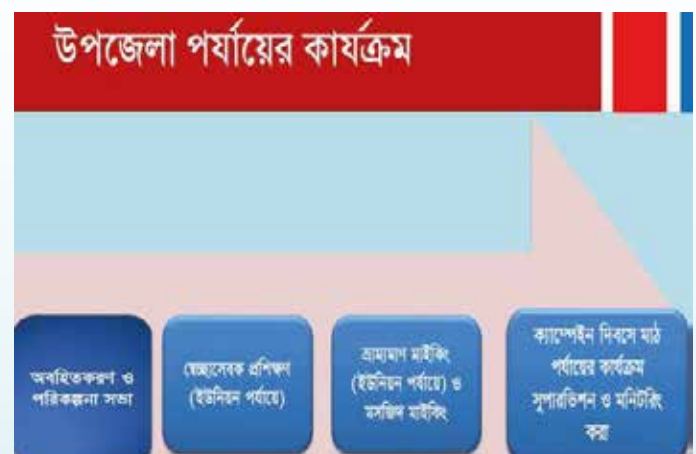 উপজেলা পর্যায়ের কার্যক্রম
অবহিতকরণ ও
পরিকল্পনা সভা
স্বেচ্ছাসেবক প্রশিক্ষণ
(ইউনিয়ন পর্যায়ে)
ভ্রাম্যমাণ মাইকিং
(ইউনিয়ন পর্যায়ে) ও
মসজিদ মাইকিং
ক্যাম্পেইন দিবসে মাঠ
পর্যায়ের কার্যক্রম
সুপারভিশন ও মনিটরিং
করা